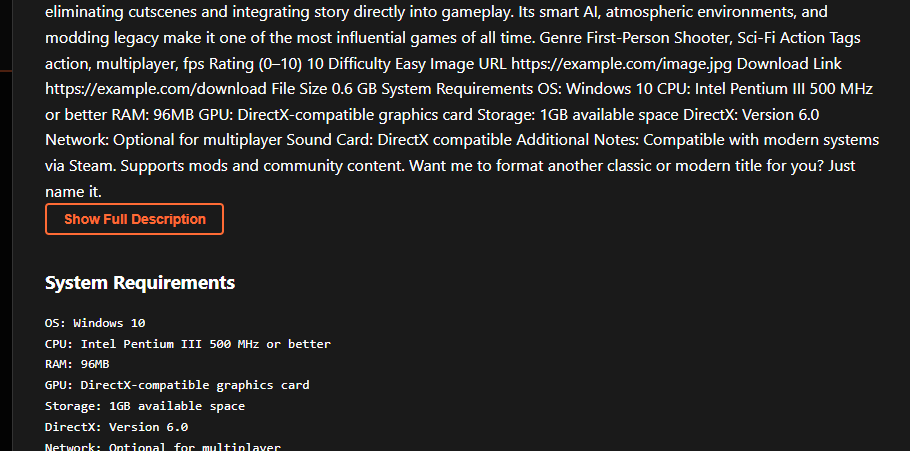 eliminating cutscenes and integrating story directly into gameplay. Its smart AI, atmospheric environments, and
modding legacy make it one of the most influential games of all time. Genre First-Person Shooter, Sci-Fi Action Tags
action, multiplayer, fps Rating (0–10) 10 Difficulty Easy Image URL https://example.com/image.jpg Download Link
https://example.com/download File Size 0.6 GB System Requirements OS: Windows 10 CPU: Intel Pentium III 500 MHz
or better RAM: 96MB GPU: DirectX-compatible graphics card Storage: 1GB available space DirectX: Version 6.0
Network: Optional for multiplayer Sound Card: DirectX compatible Additional Notes: Compatible with modern systems
via Steam. Supports mods and community content. Want me to format another classic or modern title for you? Just
name it.
Show Full Description
System Requirements
OS: Windows 10
CPU: Intel Pentium III 500 MHz or better
RAM: 96MB
GPU: DirectX-compatible graphics card
Storage: 1GB available space
DirectX: Version 6.0
Network: Optional for multiplayer